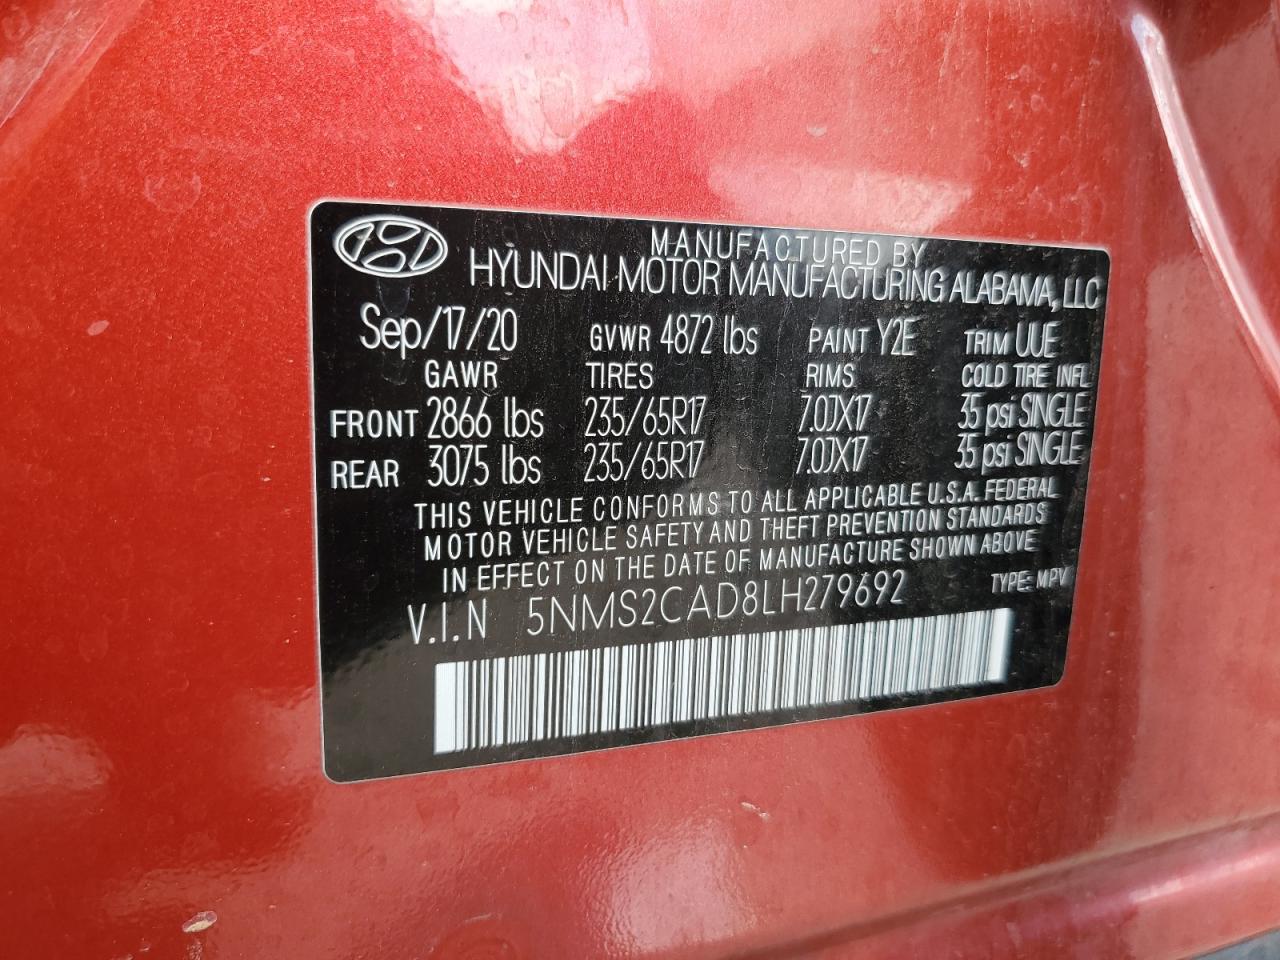 MANUFACTURED BY
HYUNDAI MOTOR MANUFACTURING ALABAMA, LLC
Sep/17/20 GVWR 4872 lbs PAINT Y2E TRIM UUE
GAWR TIRES RIMS COLD TIRE INFL
FRONT 2866 lbs 235/65R17 7.0JX17 35 psi SINGLE
REAR 3075 lbs 235/65R17 7.0JX17 35 psi SINGLE
THIS VEHICLE CONFORMS TO ALL APPLICABLE U.S.A. FEDERAL
MOTOR VEHICLE SAFETY AND THEFT PREVENTION STANDARDS
IN EFFECT ON THE DATE OF MANUFACTURE SHOWN ABOVE
V.I.N 5NMS2CAD8LH279692 TYPE: MPV